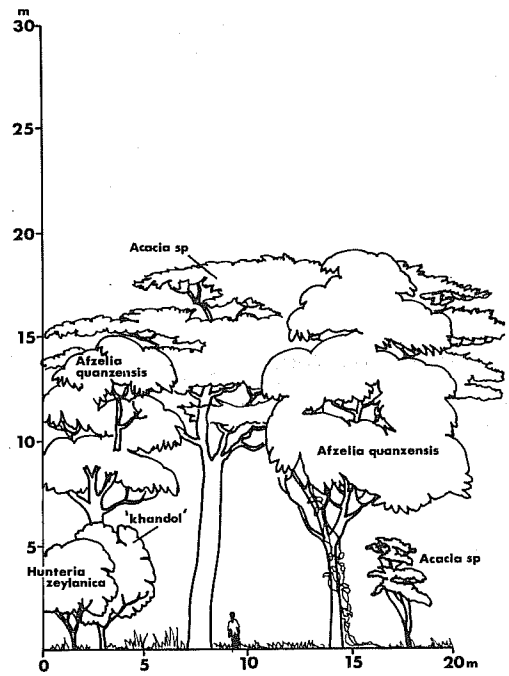 m
30
25
20
Acacia sp
15
Afzelia
quanzensis
10
Afzelia quanzensis
'khandol'
5
Acacia sp
Hunteria
zeylanica
0
5
10
15
20m